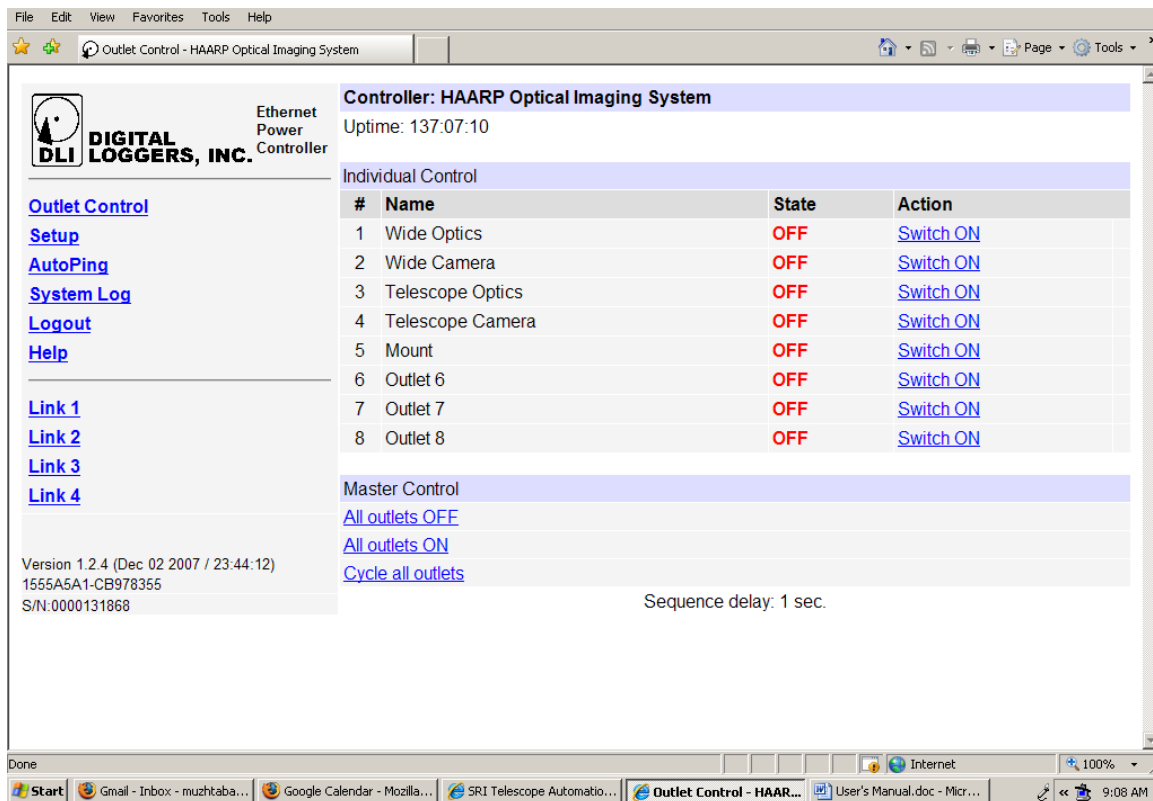 File Edit View Favorites Tools Help
Outlet Control - HAARP Optical Imaging System
Page Tools
DLI DIGITAL LOGGERS, INC.
Ethernet Power Controller
Outlet Control
Setup
AutoPing
System Log
Logout
Help
Link 1
Link 2
Link 3
Link 4
Version 1.2.4 (Dec 02 2007 / 23:44:12)
1555A5A1-CB978355
S/N:0000131868
Controller: HAARP Optical Imaging System
Uptime: 137:07:10
Individual Control
# Name State Action
1 Wide Optics OFF Switch ON
2 Wide Camera OFF Switch ON
3 Telescope Optics OFF Switch ON
4 Telescope Camera OFF Switch ON
5 Mount OFF Switch ON
6 Outlet 6 OFF Switch ON
7 Outlet 7 OFF Switch ON
8 Outlet 8 OFF Switch ON
Master Control
All outlets OFF
All outlets ON
Cycle all outlets
Sequence delay: 1 sec.
Done Internet 100%
Start Gmail - Inbox - muzhtaba... Google Calendar - Mozilla... SRI Telescope Automatio... Outlet Control - HAAR... User's Manual.doc - Micr... « 9:08 AM